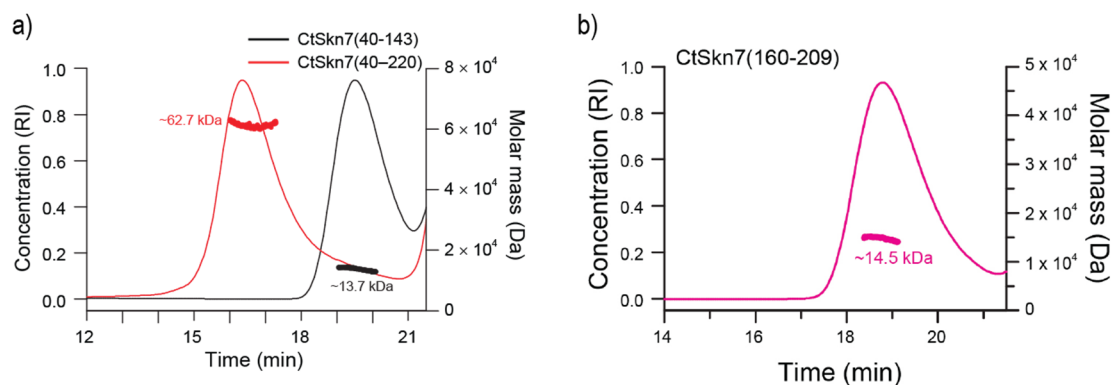 a)
CtSkn7(40-143)
CtSkn7(40–220)
1.0
0.8
0.6
0.4
0.2
0.0
Concentration (RI)
8 × 10⁴
6 × 10⁴
4 × 10⁴
2 × 10⁴
0
Molar mass (Da)
~62.7 kDa
~13.7 kDa
12
15
18
21
Time (min)
b)
CtSkn7(160-209)
1.0
0.8
0.6
0.4
0.2
0.0
Concentration (RI)
5 x 10⁴
4 x 10⁴
3 x 10⁴
2 x 10⁴
1 x 10⁴
0
Molar mass (Da)
~14.5 kDa
14
16
18
20
Time (min)